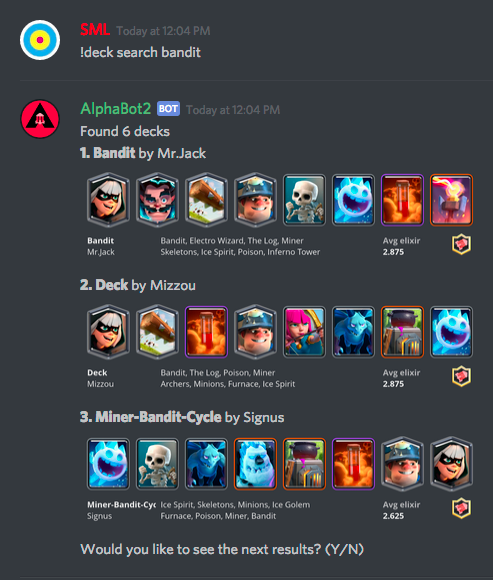 SML Today at 12:04 PM
!deck search bandit
AlphaBot2 BOT Today at 12:04 PM
Found 6 decks
1. Bandit by Mr.Jack
Bandit Bandit, Electro Wizard, The Log, Miner Avg elixir
Mr.Jack Skeletons, Ice Spirit, Poison, Inferno Tower 2.875
2. Deck by Mizzou
Deck Bandit, The Log, Poison, Miner Avg elixir
Mizzou Archers, Minions, Furnace, Ice Spirit 2.875
3. Miner-Bandit-Cycle by Signus
Miner-Bandit-Cyc Ice Spirit, Skeletons, Minions, Ice Golem Avg elixir
Signus Furnace, Poison, Miner, Bandit 2.625
Would you like to see the next results? (Y/N)